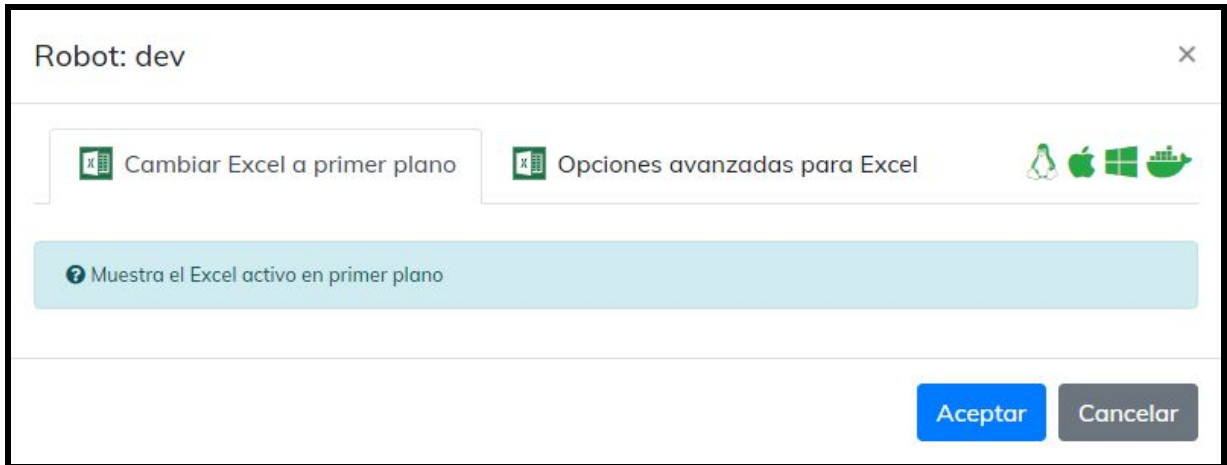 Robot: dev
Cambiar Excel a primer plano
Opciones avanzadas para Excel
Muestra el Excel activo en primer plano
Aceptar
Cancelar